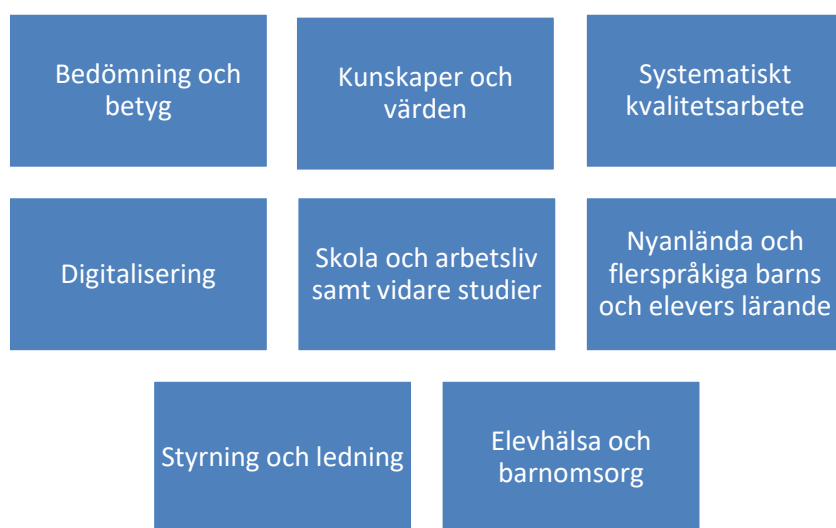 Bedömning och
betyg
Kunskaper och
värden
Systematiskt
kvalitetsarbete
Digitalisering
Skola och arbetsliv
samt vidare studier
Nyanlända och
flerspråkiga barns
och elevers lärande
Styrning och ledning
Elevhälsa och
barnomsorg